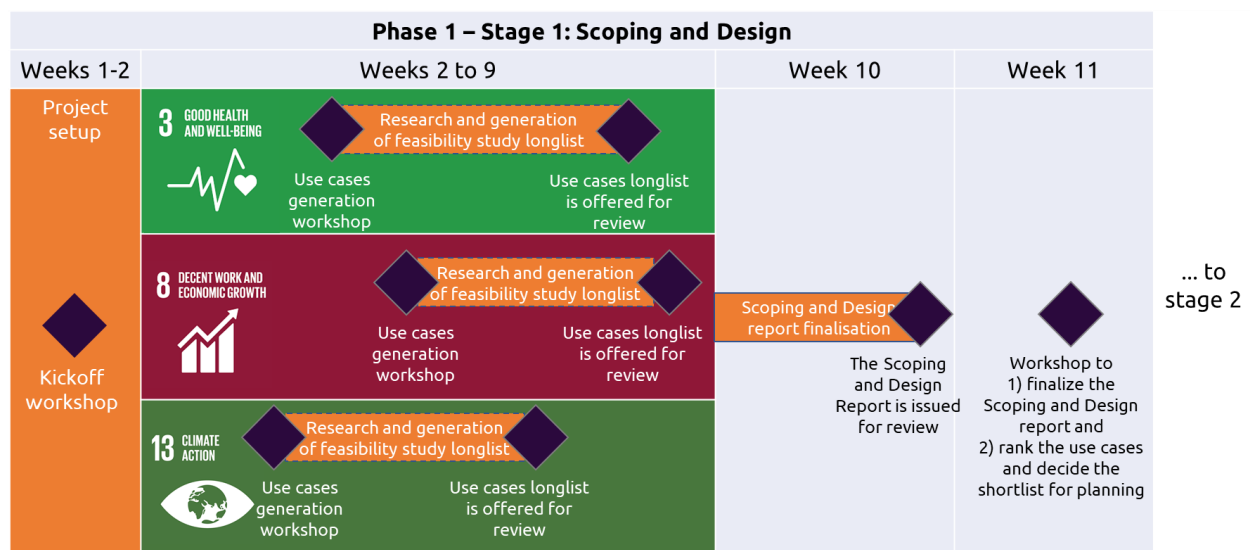 Phase 1 – Stage 1: Scoping and Design
Weeks 1-2
Weeks 2 to 9
Week 10
Week 11
Project
setup
Kickoff
workshop
3 GOOD HEALTH
AND WELL-BEING
Research and generation
of feasibility study longlist
Use cases
generation
workshop
Use cases longlist
is offered for
review
8 DECENT WORK AND
ECONOMIC GROWTH
Research and generation
of feasibility study longlist
Use cases
generation
workshop
Use cases longlist
is offered for
review
13 CLIMATE
ACTION
Research and generation
of feasibility study longlist
Use cases
generation
workshop
Use cases longlist
is offered for
review
Scoping and Design
report finalisation
The Scoping
and Design
Report is issued
for review
Workshop to
1) finalize the
Scoping and Design
report and
2) rank the use cases
and decide the
shortlist for planning
... to
stage 2